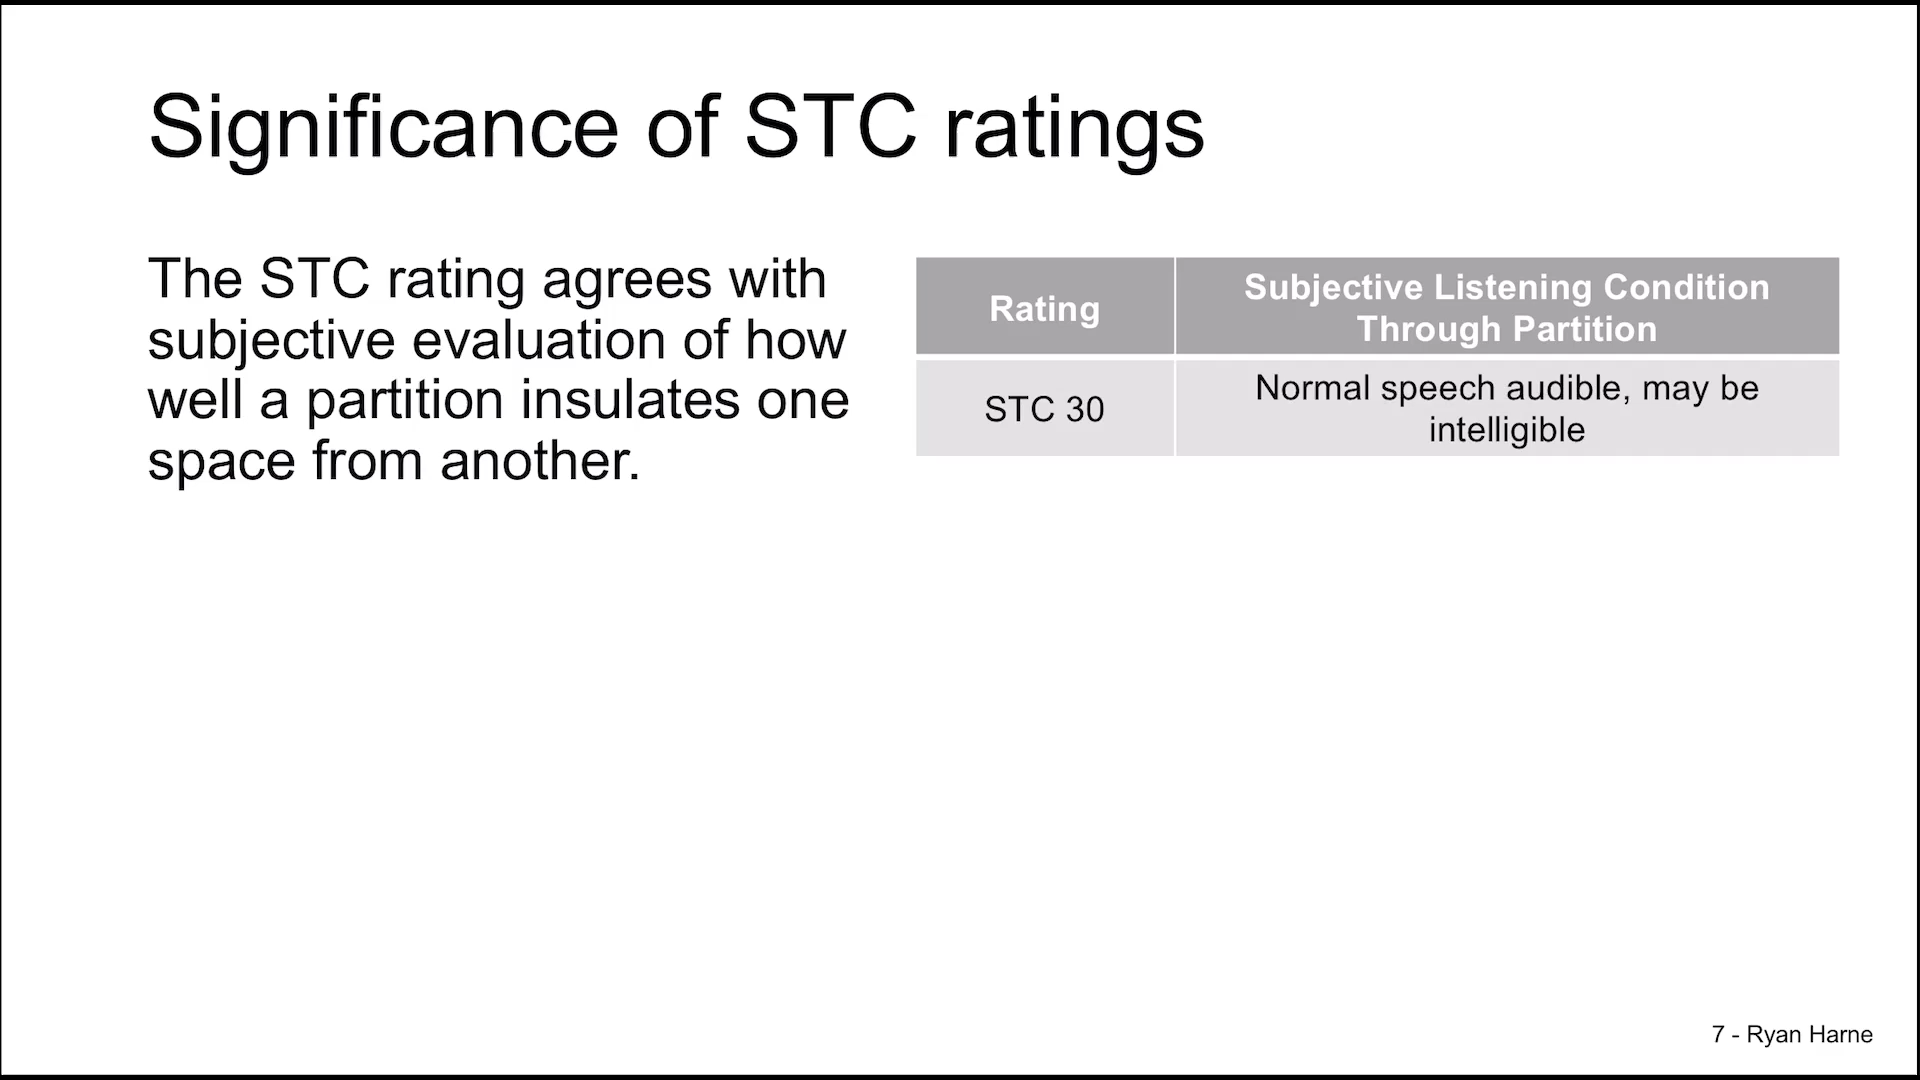 Significance of STC ratings
The STC rating agrees with
subjective evaluation of how
well a partition insulates one
space from another.
Rating
Subjective Listening Condition
Through Partition
STC 30
Normal speech audible, may be
intelligible
7 - Ryan Harne